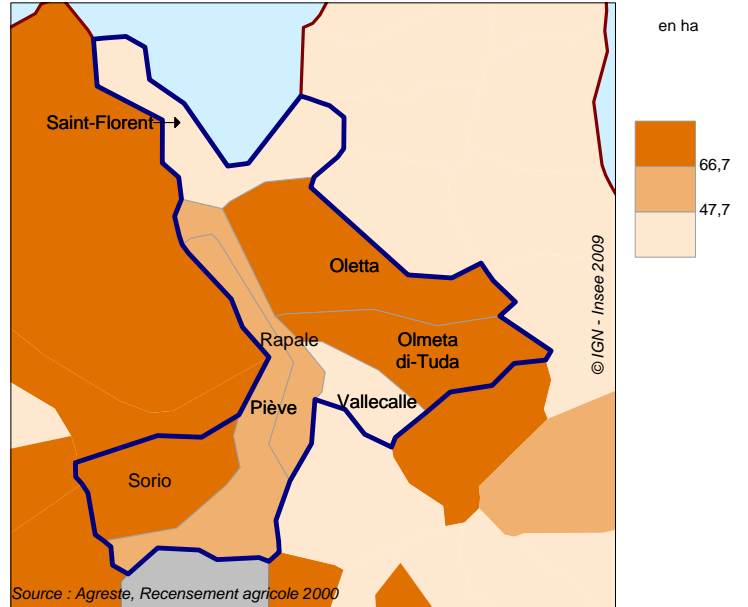 en ha
Saint-Florent
66,7
47,7
Oletta
© IGN - Insee 2009
Rapale
Olmeta
di-Tuda
Piève
Vallecalle
Sorio
Source : Agreste, Recensement agricole 2000